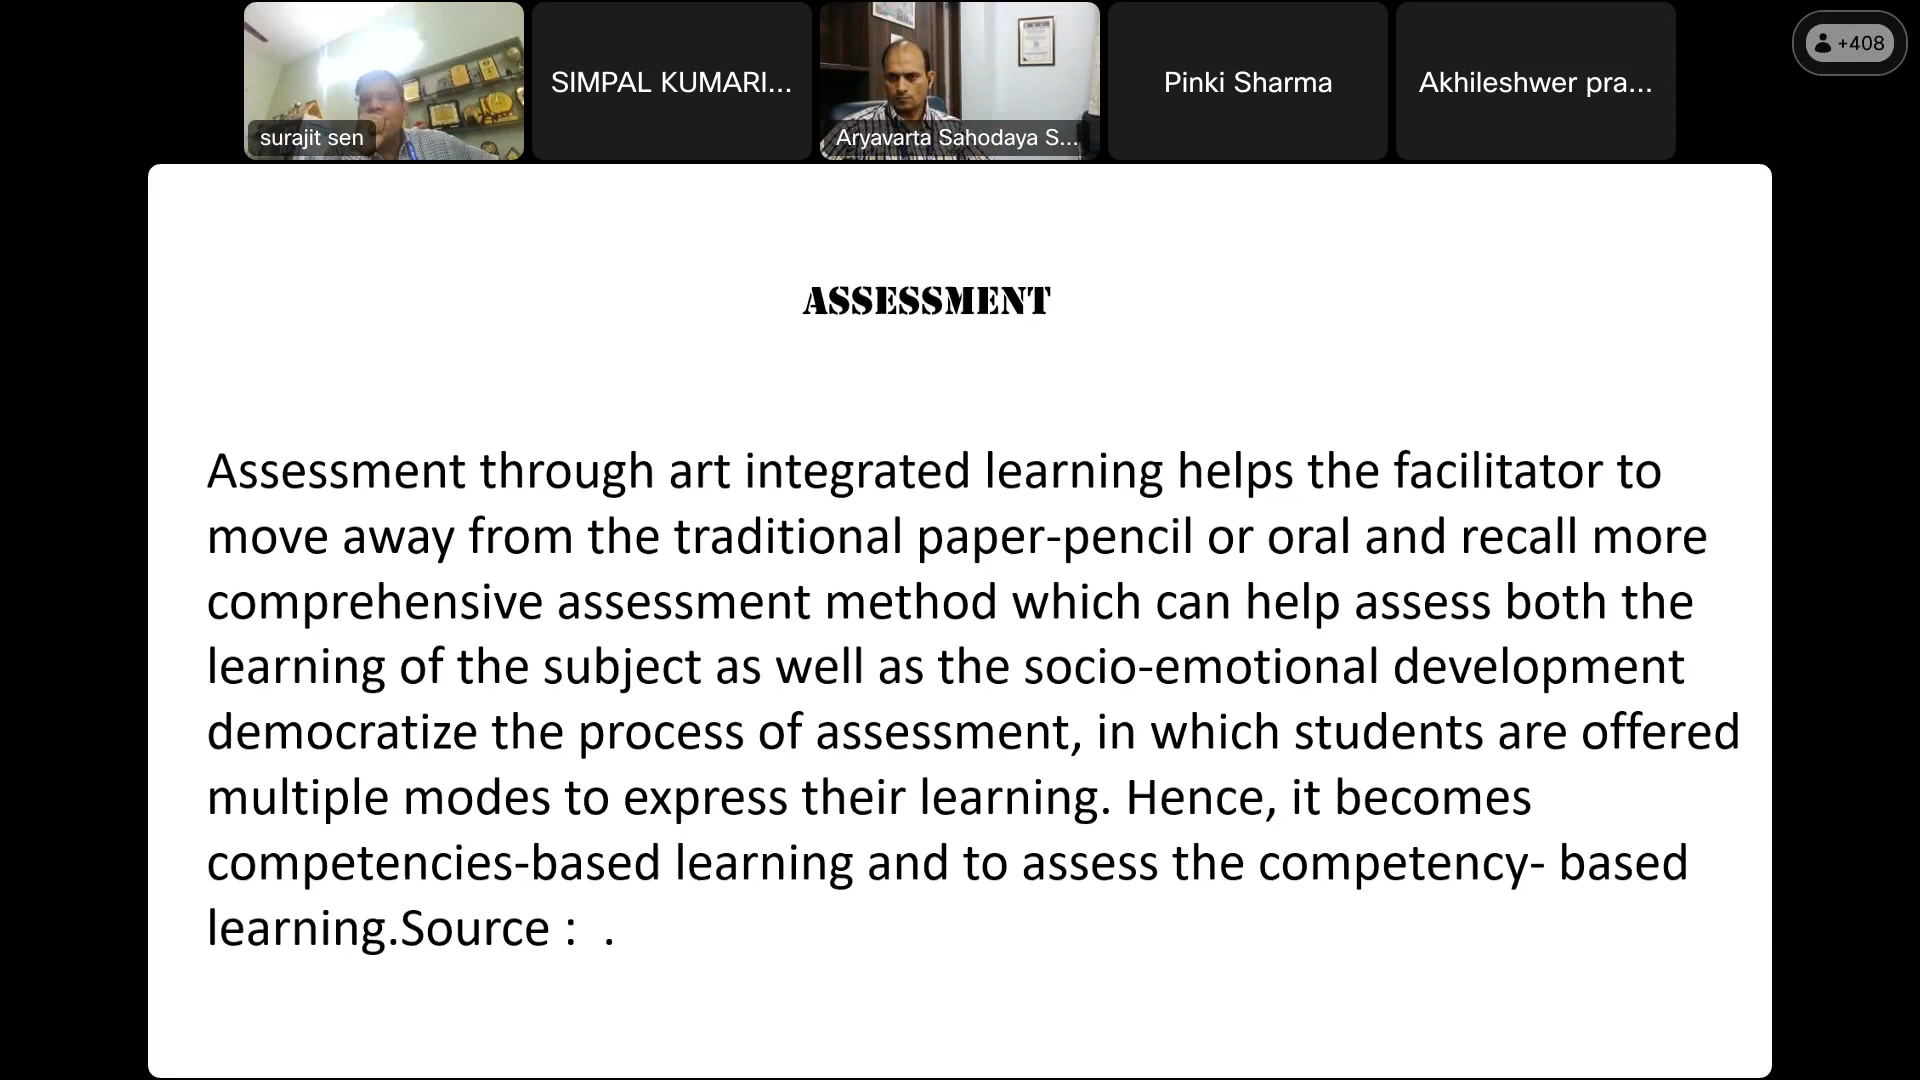 surajit sen
SIMPAL KUMARI...
Aryavarta Sahodaya S...
Pinki Sharma
Akhileshwer pra...
+408
ASSESSMENT
Assessment through art integrated learning helps the facilitator to
move away from the traditional paper-pencil or oral and recall more
comprehensive assessment method which can help assess both the
learning of the subject as well as the socio-emotional development
democratize the process of assessment, in which students are offered
multiple modes to express their learning. Hence, it becomes
competencies-based learning and to assess the competency- based
learning.Source :  .